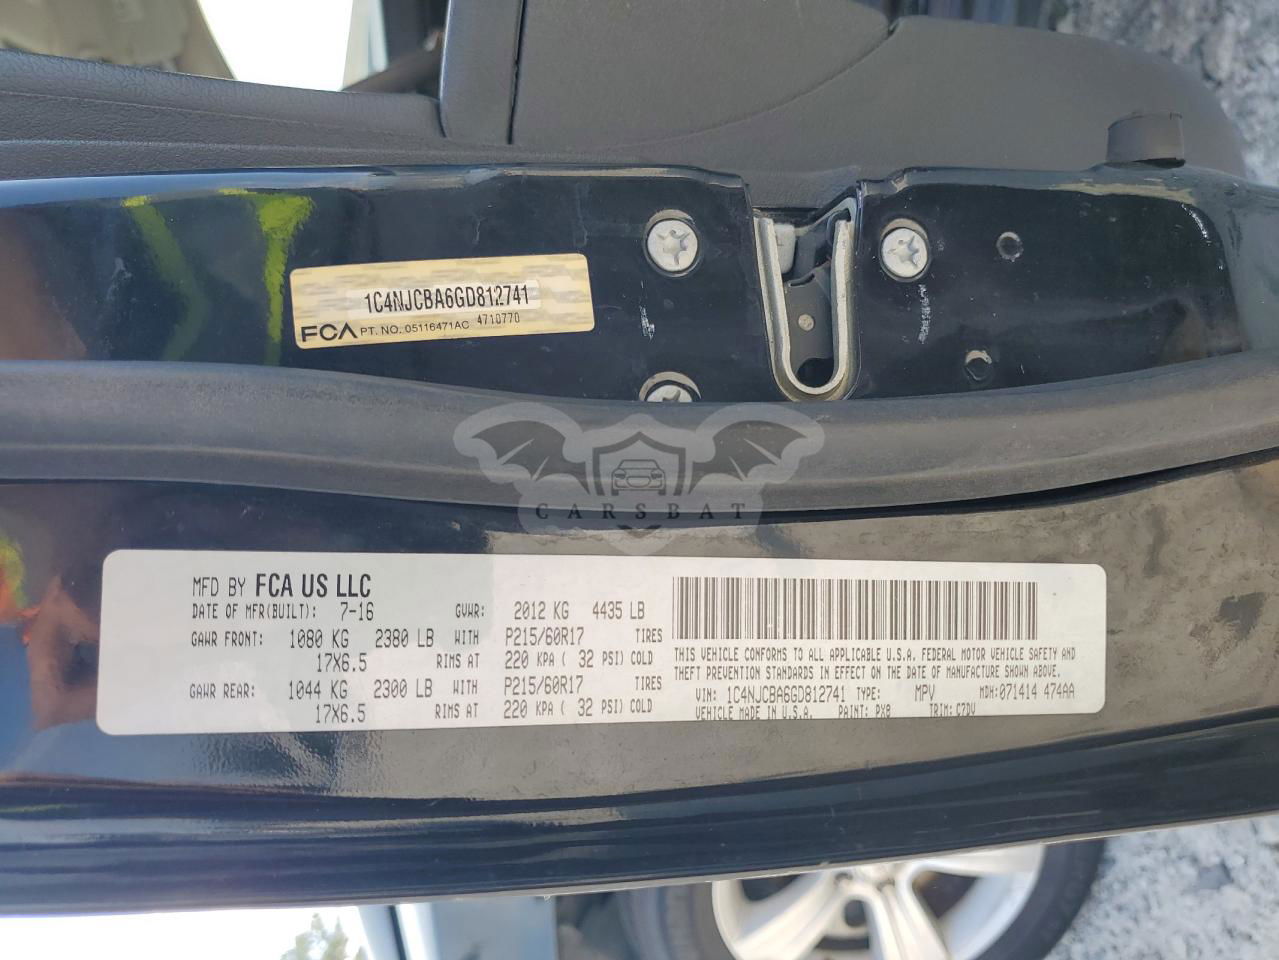 1C4NJCBA6GD812741
FCA PT. NO. 05116471AC 4710770
CARSBAT
MFD BY FCA US LLC
DATE OF MFR(BUILT): 7-16 GVWR: 2012 KG 4435 LB
GAWR FRONT: 1080 KG 2380 LB WITH P215/60R17 TIRES
17X6.5 RIMS AT 220 KPA ( 32 PSI) COLD
GAWR REAR: 1044 KG 2300 LB WITH P215/60R17 TIRES
17X6.5 RIMS AT 220 KPA ( 32 PSI) COLD
THIS VEHICLE CONFORMS TO ALL APPLICABLE U.S.A. FEDERAL MOTOR VEHICLE SAFETY AND
THEFT PREVENTION STANDARDS IN EFFECT ON THE DATE OF MANUFACTURE SHOWN ABOVE.
VIN: 1C4NJCBA6GD812741 TYPE: MPV MDH: 071414 474AA
VEHICLE MADE IN U.S.A. PAINT: PX8 TRIM: C7DV